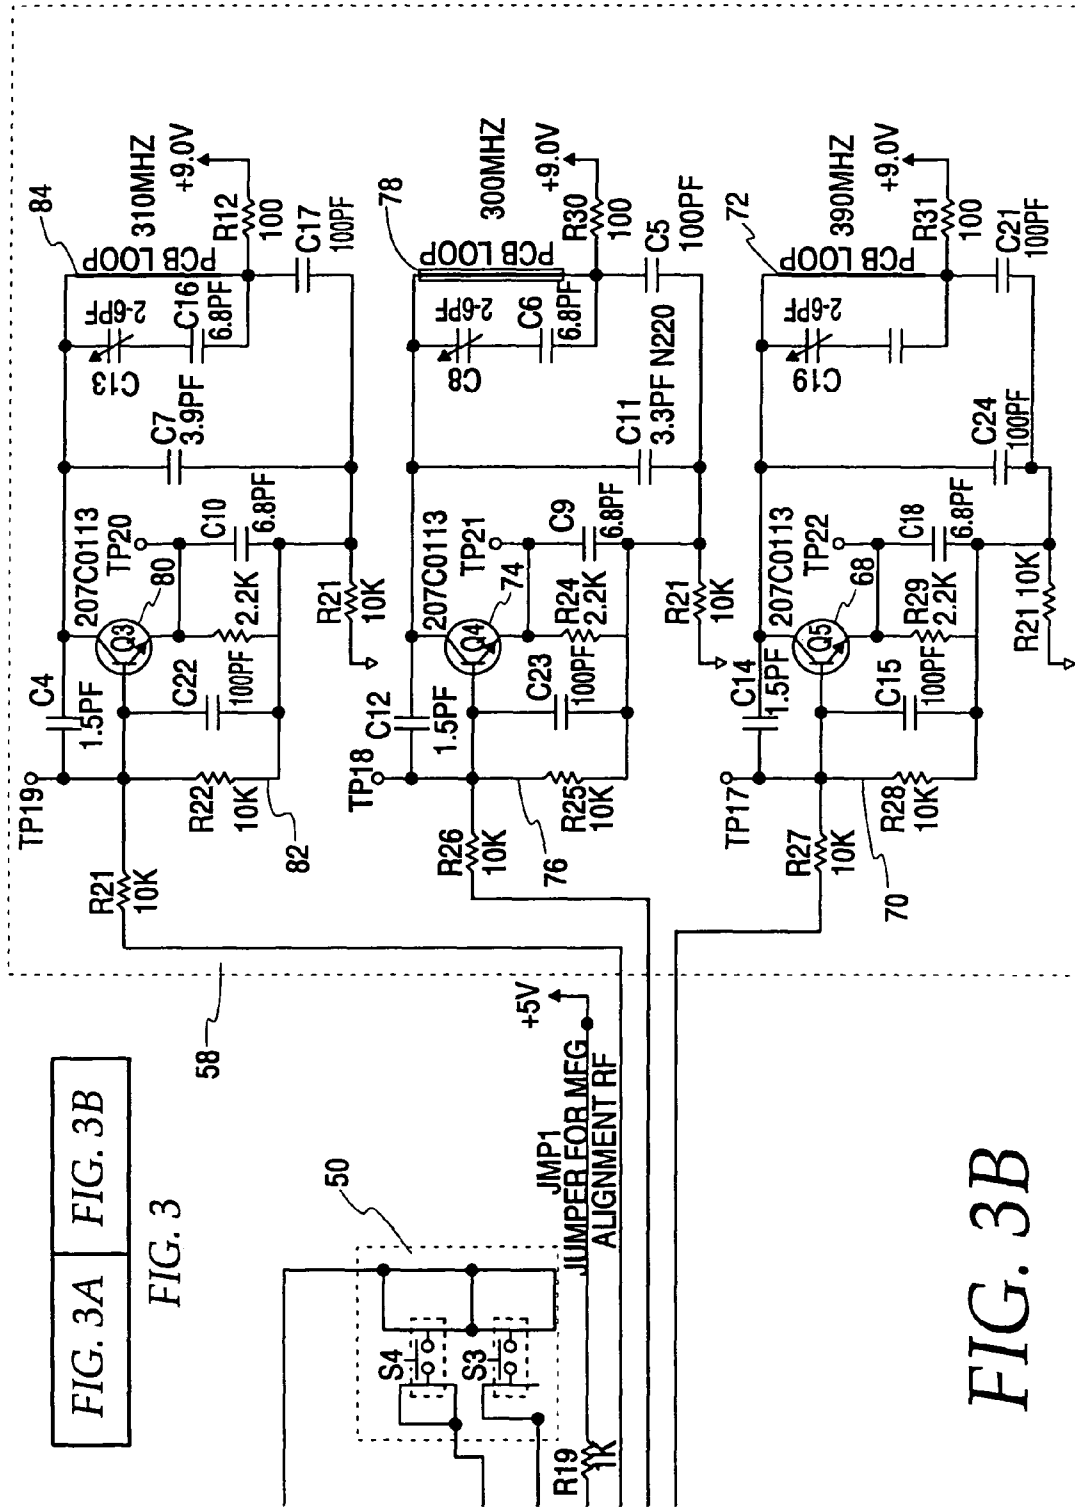 FIG. 3A
FIG. 3B
FIG. 3
58
TP19
R21
10K
R22
10K
82
C4
1.5PF
C22
100PF
207C0113
Q3
80
2.2K
TP20
C10
6.8PF
R21
10K
C7
3.9PF
C13
2-6PF
C16
6.8PF
PCB LOOP
84
310MHZ
+9.0V
R12
100
C17
100PF
TP18
R26
10K
76
R25
10K
C12
1.5PF
C23
100PF
207C0113
Q4
74
R24
2.2K
TP21
C9
6.8PF
R21
10K
C11
3.3PF N220
C8
2-6PF
C6
6.8PF
PCB LOOP
78
300MHZ
+9.0V
R30
100
C5
100PF
TP17
R27
10K
70
R28
10K
C14
1.5PF
C15
100PF
207C0113
Q5
68
R29
2.2K
TP22
C18
6.8PF
R21 10K
C24
100PF
C19
2-6PF
PCB LOOP
72
390MHZ
+9.0V
R31
100
C21
100PF
50
S4
S3
R19
1K
JMP1
JUMPER FOR MFG
ALIGNMENT RF
+5V
FIG. 3B